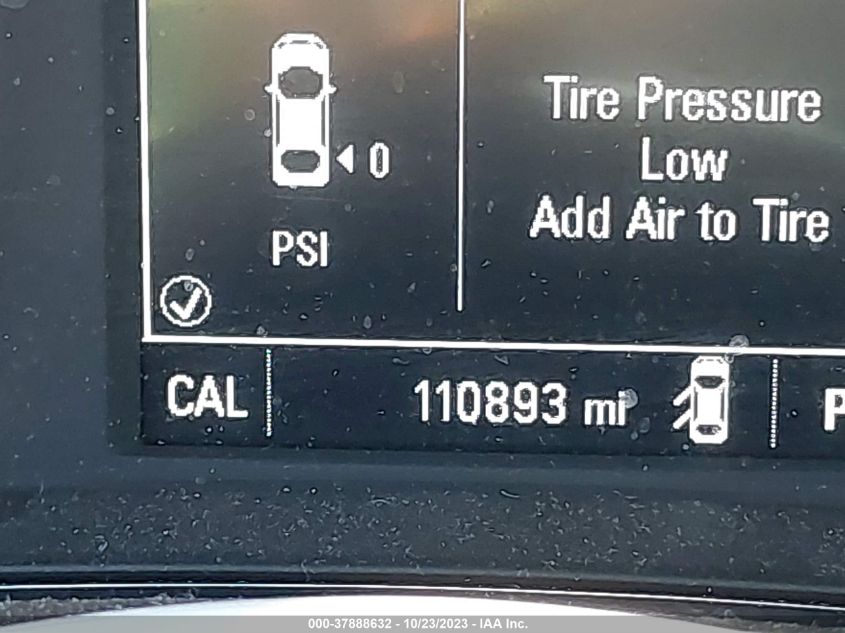 Tire Pressure
Low
Add Air to Tire
0
PSI
CAL 110893 mi P
000-37888632 - 10/23/2023 - IAA Inc.